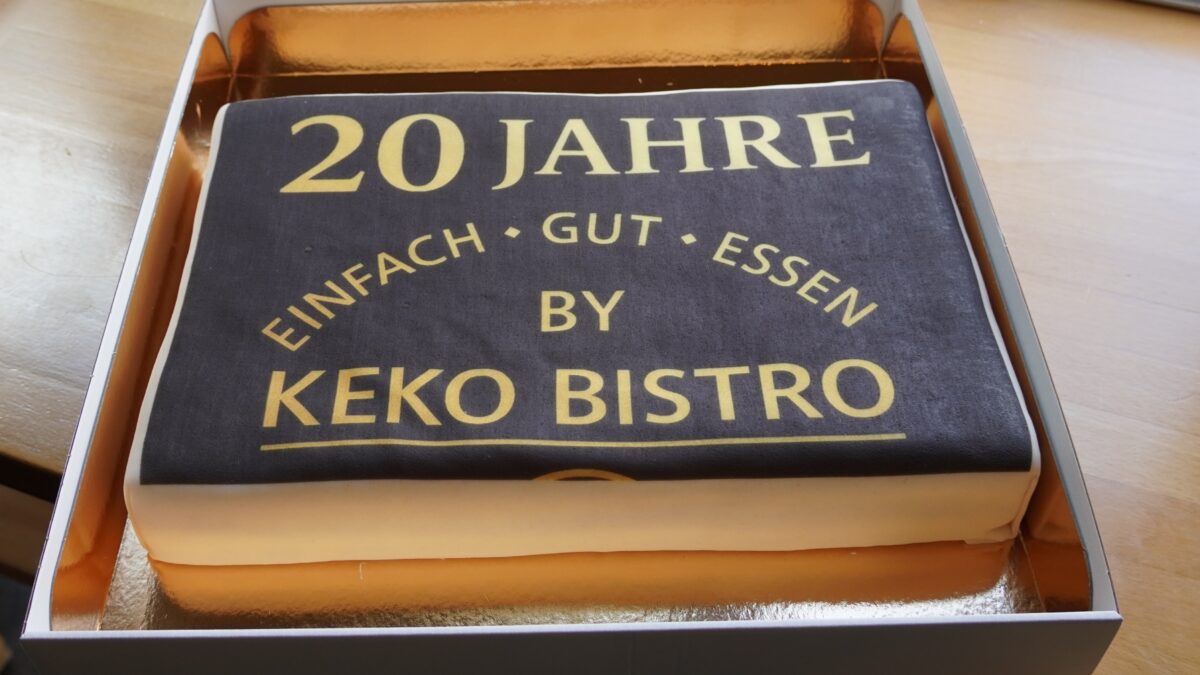 20 JAHRE
EINFACH · GUT · ESSEN
BY
KEKO BISTRO